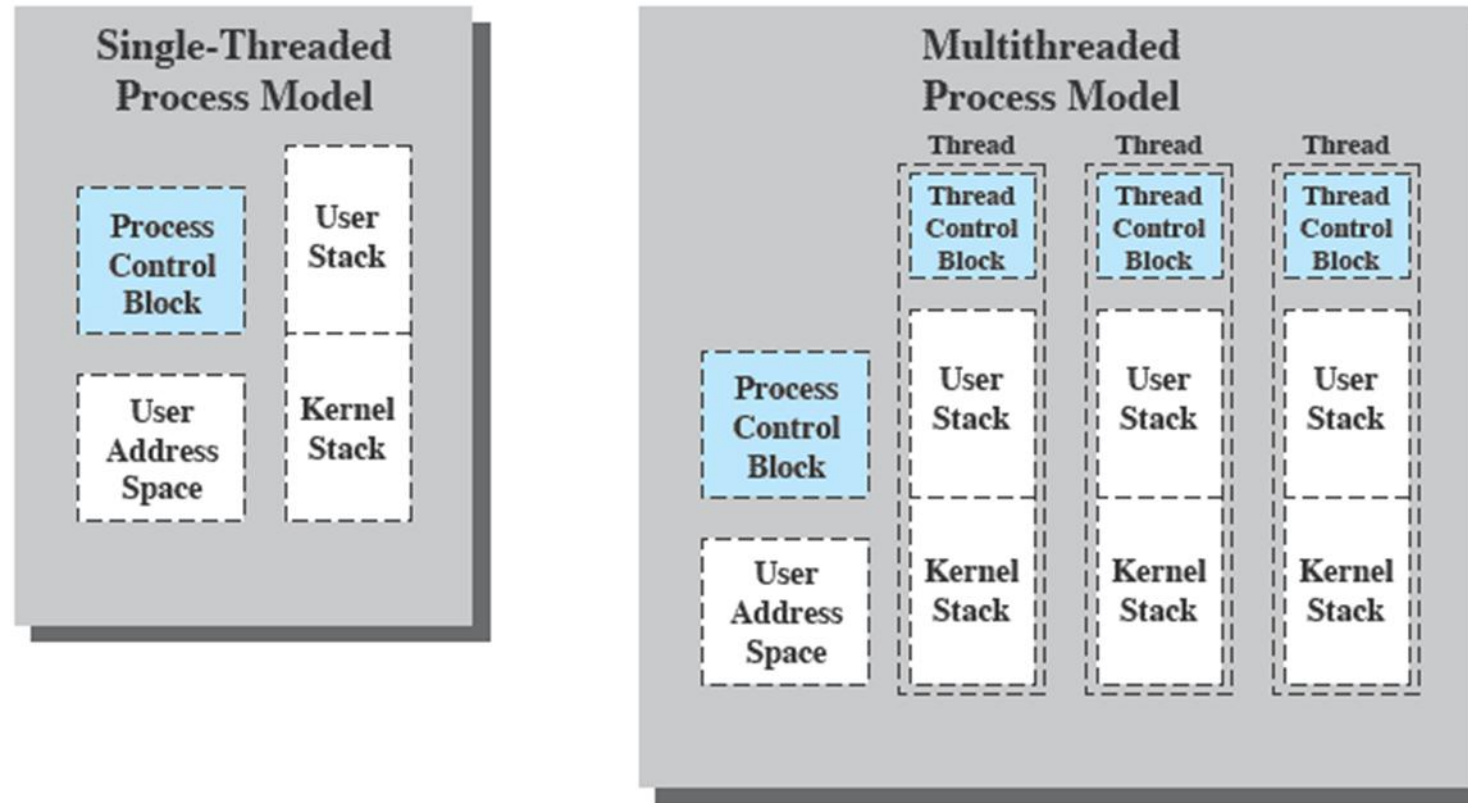 Single-Threaded
Process Model
Process
Control
Block
User
Address
Space
User
Stack
Kernel
Stack
Multithreaded
Process Model
Process
Control
Block
User
Address
Space
Thread
Thread
Control
Block
User
Stack
Kernel
Stack
Thread
Thread
Control
Block
User
Stack
Kernel
Stack
Thread
Thread
Control
Block
User
Stack
Kernel
Stack